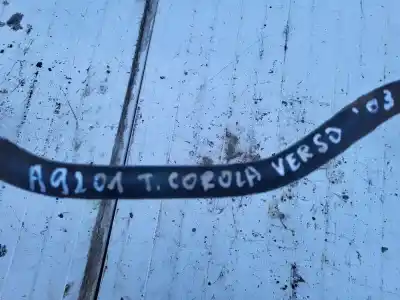 A9201 T. COROLA VERSO '03